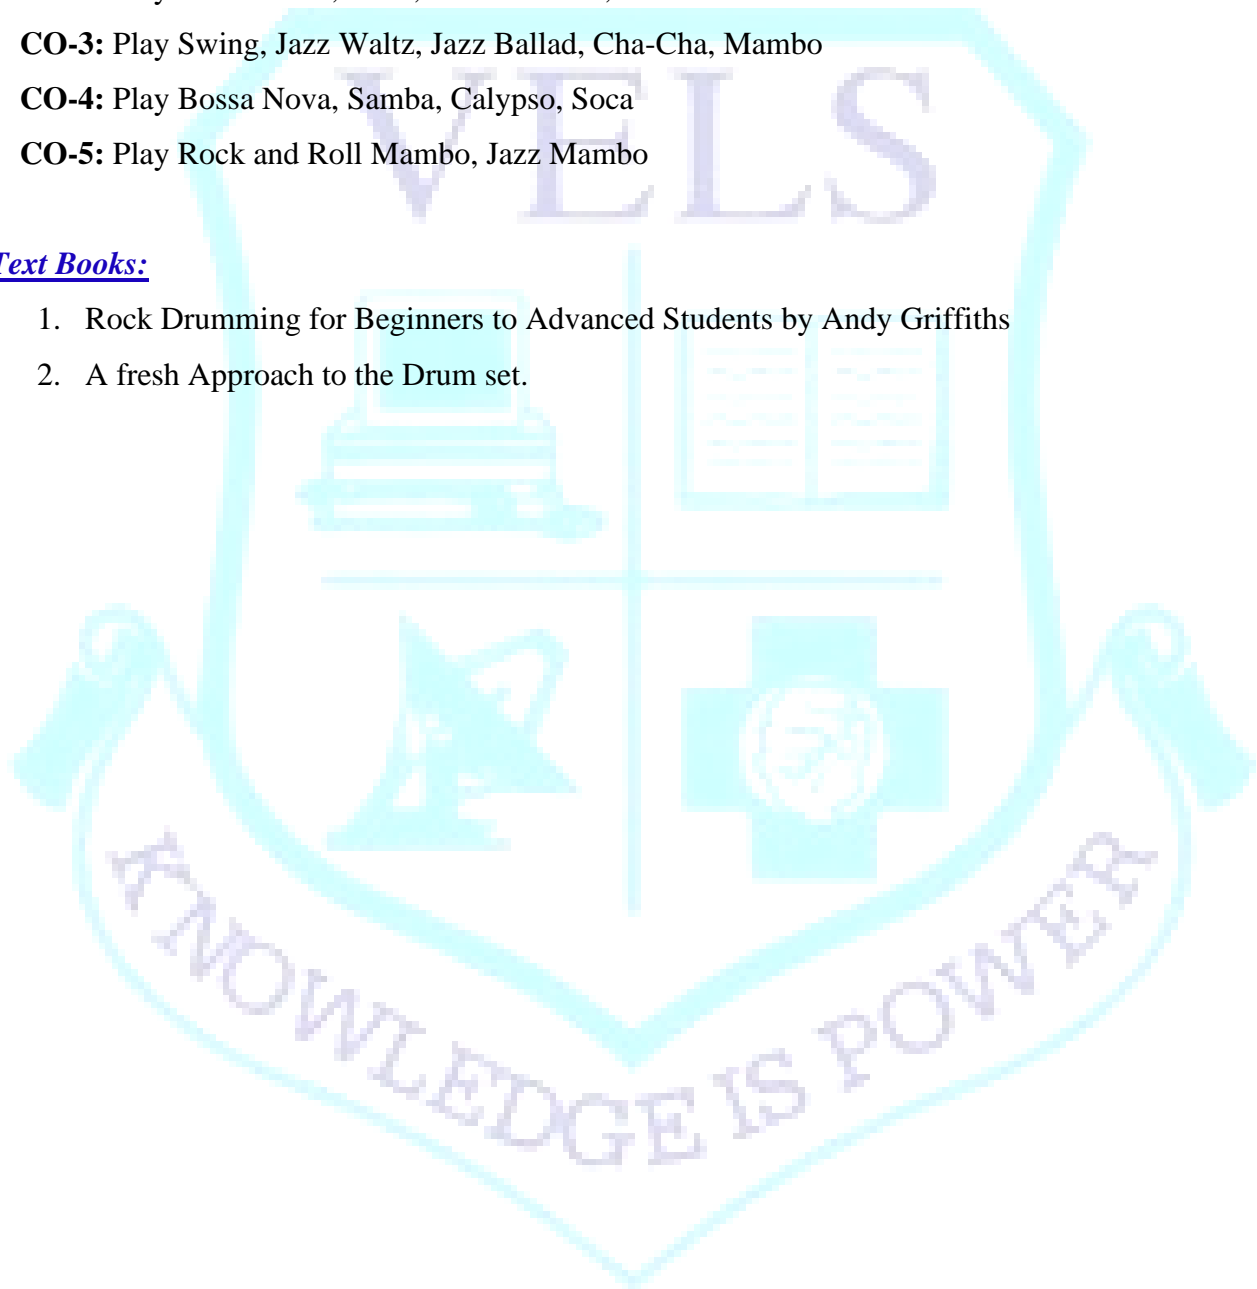 CO-3: Play Swing, Jazz Waltz, Jazz Ballad, Cha-Cha, Mambo
CO-4: Play Bossa Nova, Samba, Calypso, Soca
CO-5: Play Rock and Roll Mambo, Jazz Mambo
VELS
Text Books:
1. Rock Drumming for Beginners to Advanced Students by Andy Griffiths
2. A fresh Approach to the Drum set.
KNOWLEDGE IS POWER